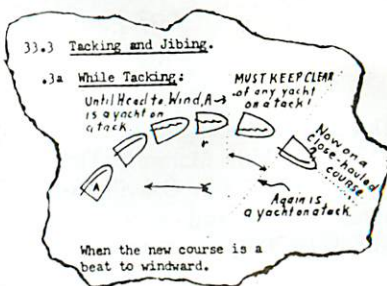 33.3 Tacking and Jibing.
.3a While Tacking:
Until Head to Wind, A →
is a yacht on
a tack
MUST KEEP CLEAR
of any yacht
on a tack!
Now on a
close-hauled
course
A
Again is
a yacht on a tack
When the new course is a
beat to windward.